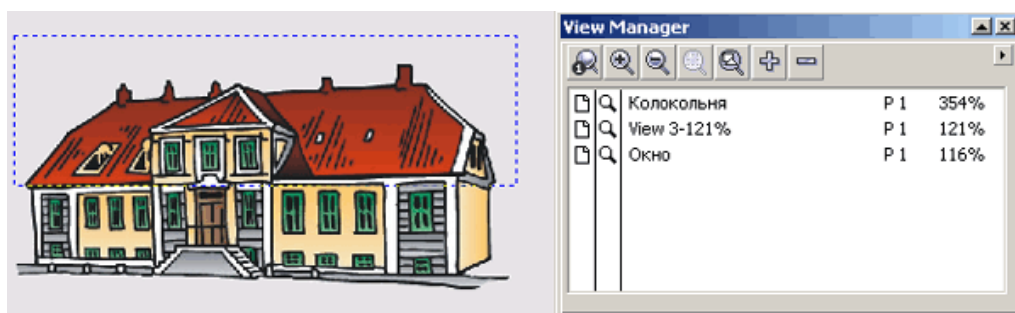 View Manager
Колокольня P 1 354%
View 3-121% P 1 121%
Окно P 1 116%